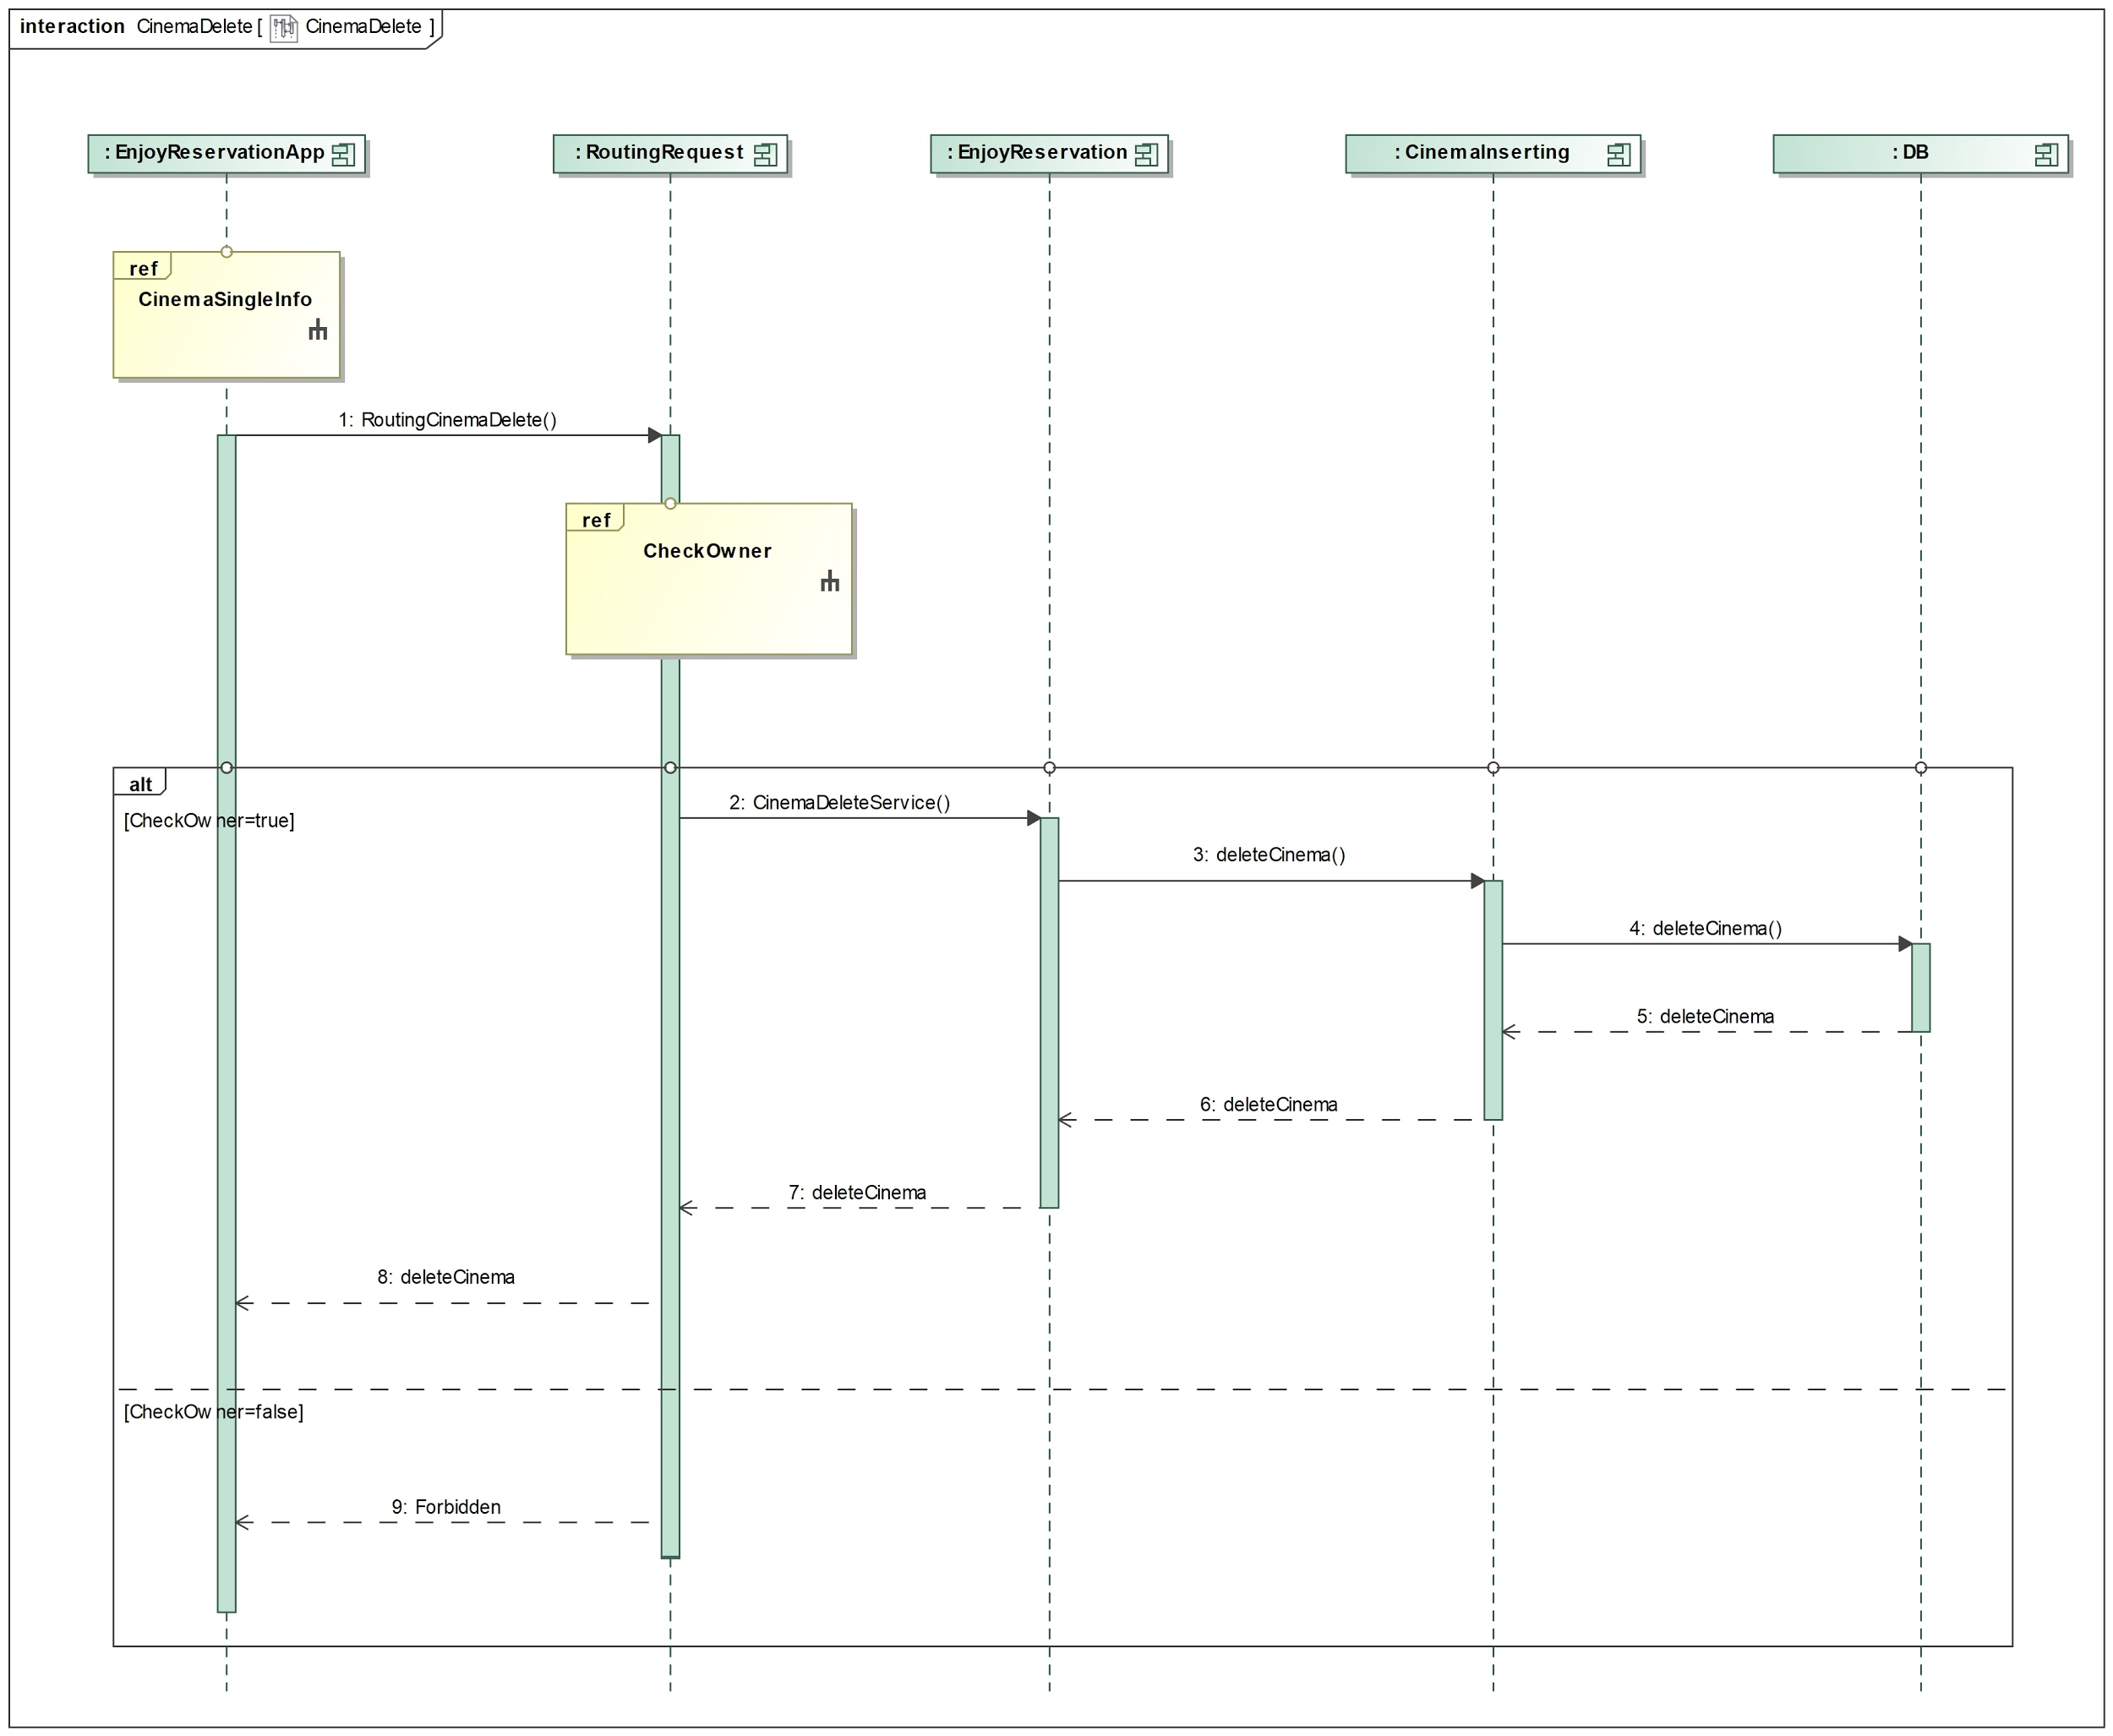 interaction CinemaDelete [ CinemaDelete ]
: EnjoyReservationApp
: RoutingRequest
: EnjoyReservation
: CinemaInserting
: DB
ref
CinemaSingleInfo
1: RoutingCinemaDelete()
ref
CheckOwner
alt
[CheckOwner=true]
2: CinemaDeleteService()
3: deleteCinema()
4: deleteCinema()
5: deleteCinema
6: deleteCinema
7: deleteCinema
8: deleteCinema
[CheckOwner=false]
9: Forbidden